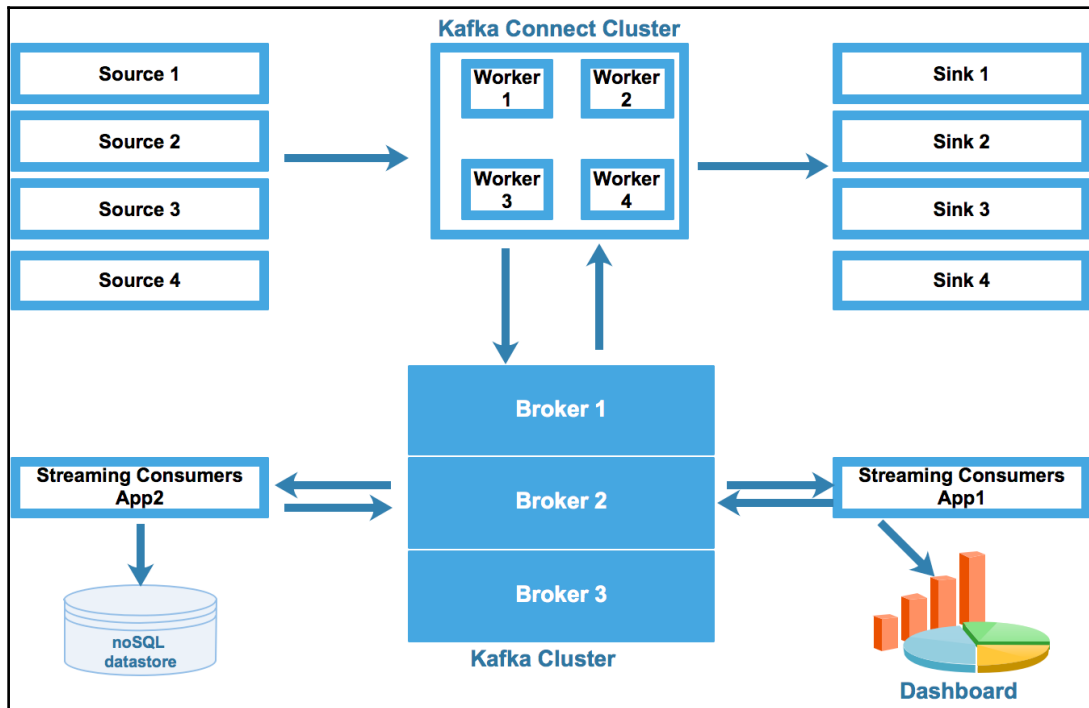 Kafka Connect Cluster
Source 1
Source 2
Source 3
Source 4
Worker
1
Worker
2
Worker
3
Worker
4
Sink 1
Sink 2
Sink 3
Sink 4
Broker 1
Broker 2
Broker 3
Kafka Cluster
Streaming Consumers
App2
noSQL
datastore
Streaming Consumers
App1
Dashboard